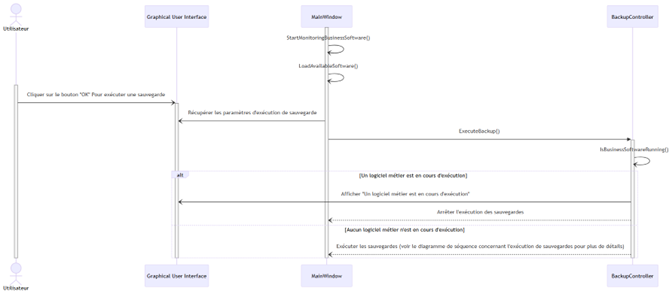 Utilisateur
Graphical User Interface
MainWindow
BackupController
StartMonitoringBusinessSoftware()
LoadAvailableSoftware()
Cliquer sur le bouton "OK" Pour exécuter une sauvegarde
Récupérer les paramètres d'exécution de sauvegarde
ExecuteBackup()
IsBusinessSoftwareRunning()
alt
[Un logiciel métier est en cours d'exécution]
Afficher "Un logiciel métier est en cours d'exécution"
Arrêter l'exécution des sauvegardes
[Aucun logiciel métier n'est en cours d'exécution]
Exécuter les sauvegardes (voir le diagramme de séquence concernant l'exécution de sauvegardes pour plus de détails)
Utilisateur
Graphical User Interface
MainWindow
BackupController